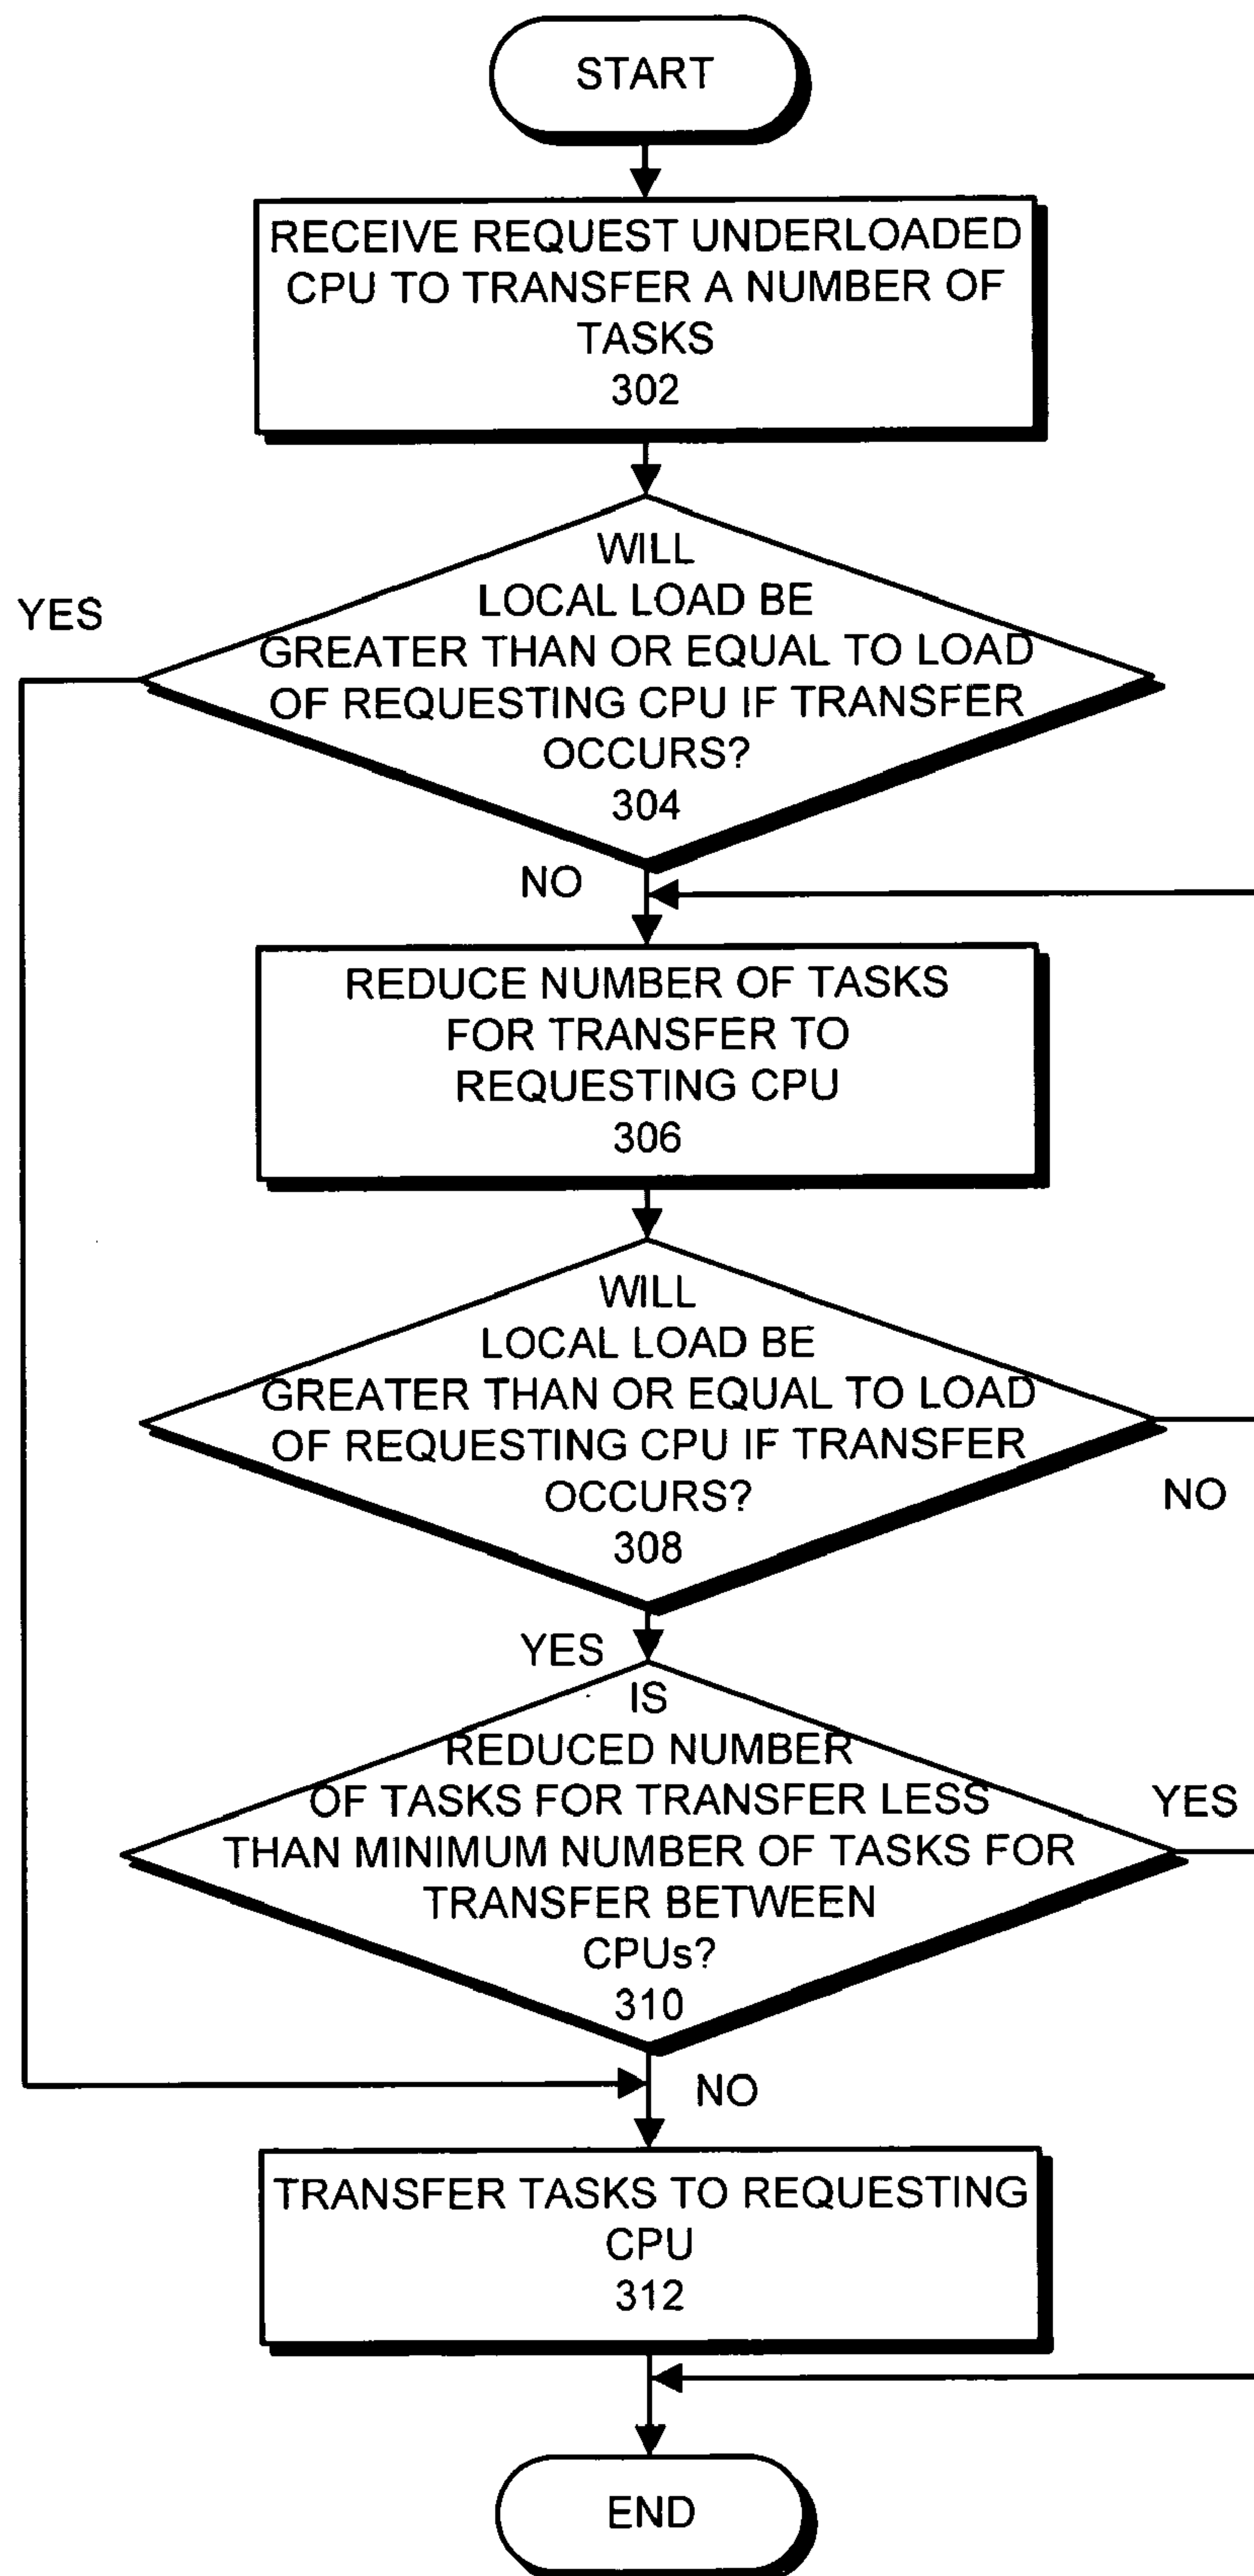 START
RECEIVE REQUEST UNDERLOADED
CPU TO TRANSFER A NUMBER OF
TASKS
302
WILL
LOCAL LOAD BE
GREATER THAN OR EQUAL TO LOAD
OF REQUESTING CPU IF TRANSFER
OCCURS?
304
YES
NO
REDUCE NUMBER OF TASKS
FOR TRANSFER TO
REQUESTING CPU
306
WILL
LOCAL LOAD BE
GREATER THAN OR EQUAL TO LOAD
OF REQUESTING CPU IF TRANSFER
OCCURS?
308
NO
YES
IS
REDUCED NUMBER
OF TASKS FOR TRANSFER LESS
THAN MINIMUM NUMBER OF TASKS FOR
TRANSFER BETWEEN
CPUs?
310
YES
NO
TRANSFER TASKS TO REQUESTING
CPU
312
END